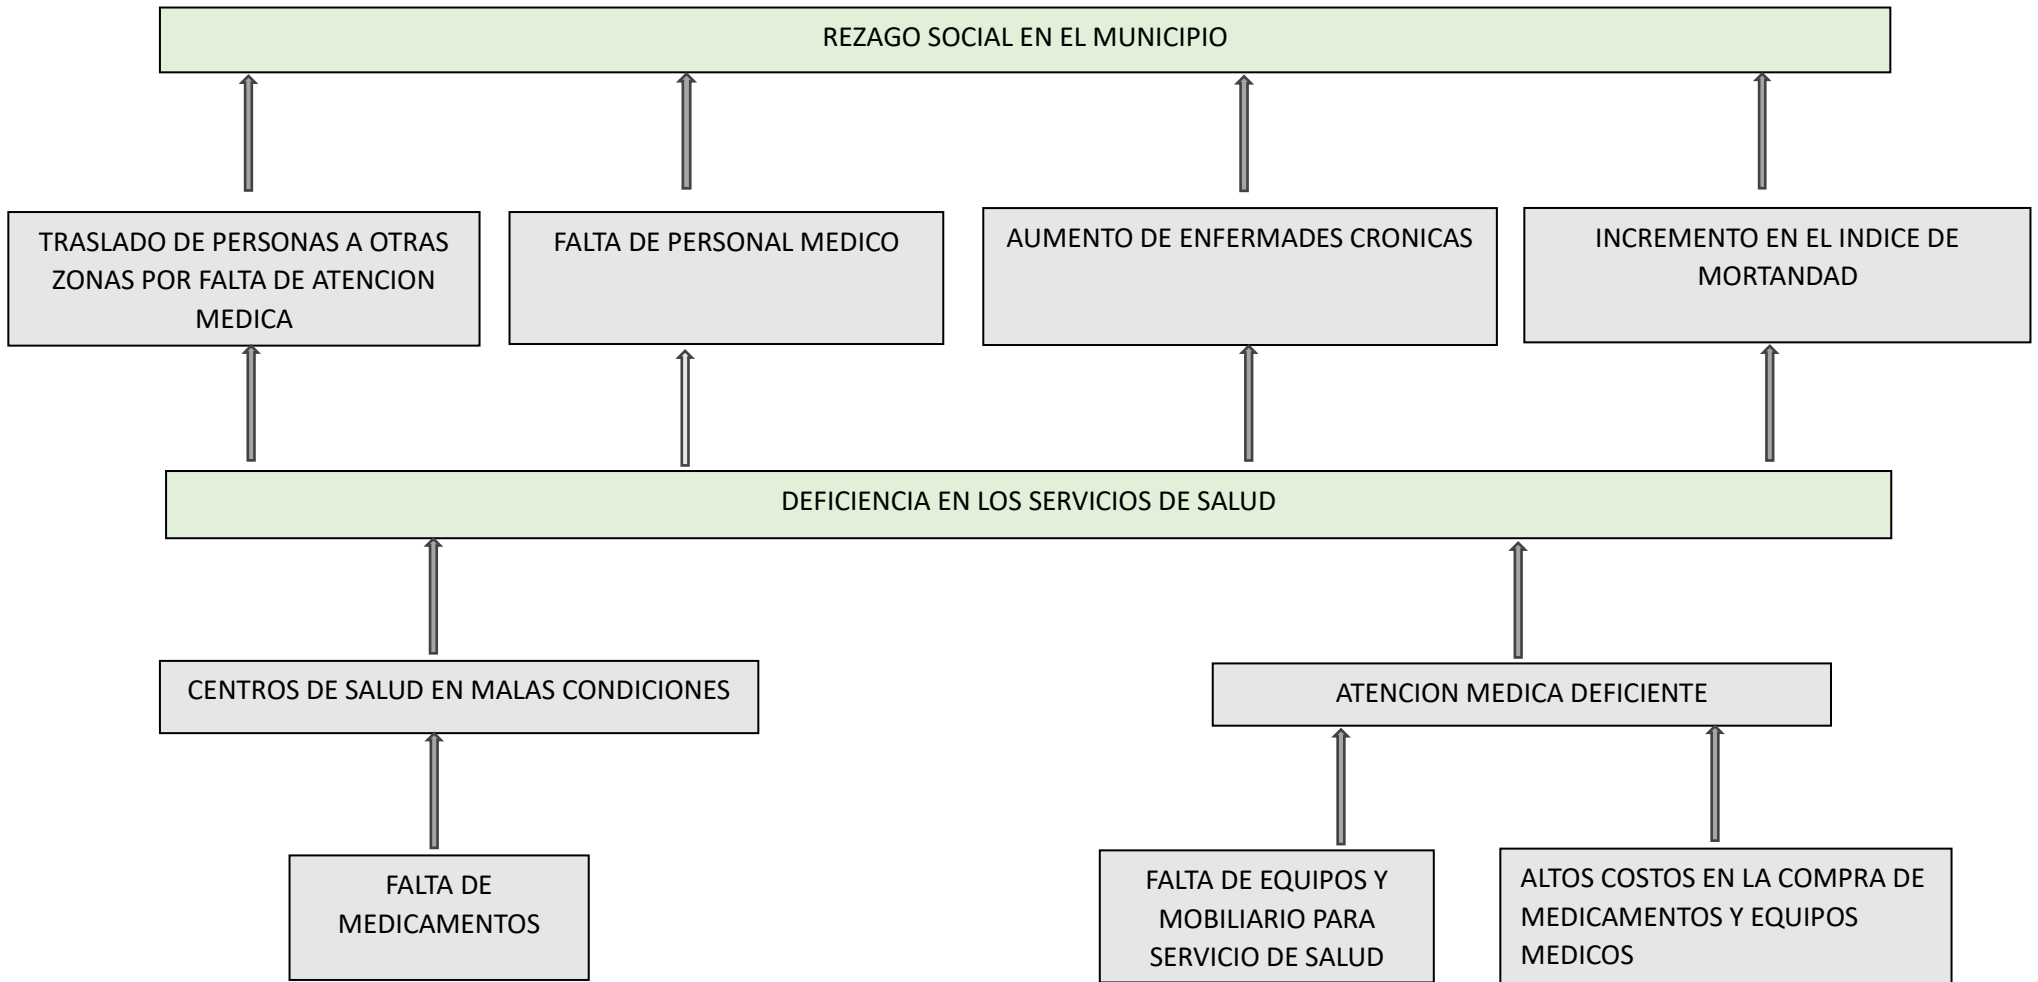 REZAGO SOCIAL EN EL MUNICIPIO
TRASLADO DE PERSONAS A OTRAS
ZONAS POR FALTA DE ATENCION
MEDICA
FALTA DE PERSONAL MEDICO
AUMENTO DE ENFERMADES CRONICAS
INCREMENTO EN EL INDICE DE
MORTANDAD
DEFICIENCIA EN LOS SERVICIOS DE SALUD
CENTROS DE SALUD EN MALAS CONDICIONES
ATENCION MEDICA DEFICIENTE
FALTA DE
MEDICAMENTOS
FALTA DE EQUIPOS Y
MOBILIARIO PARA
SERVICIO DE SALUD
ALTOS COSTOS EN LA COMPRA DE
MEDICAMENTOS Y EQUIPOS
MEDICOS